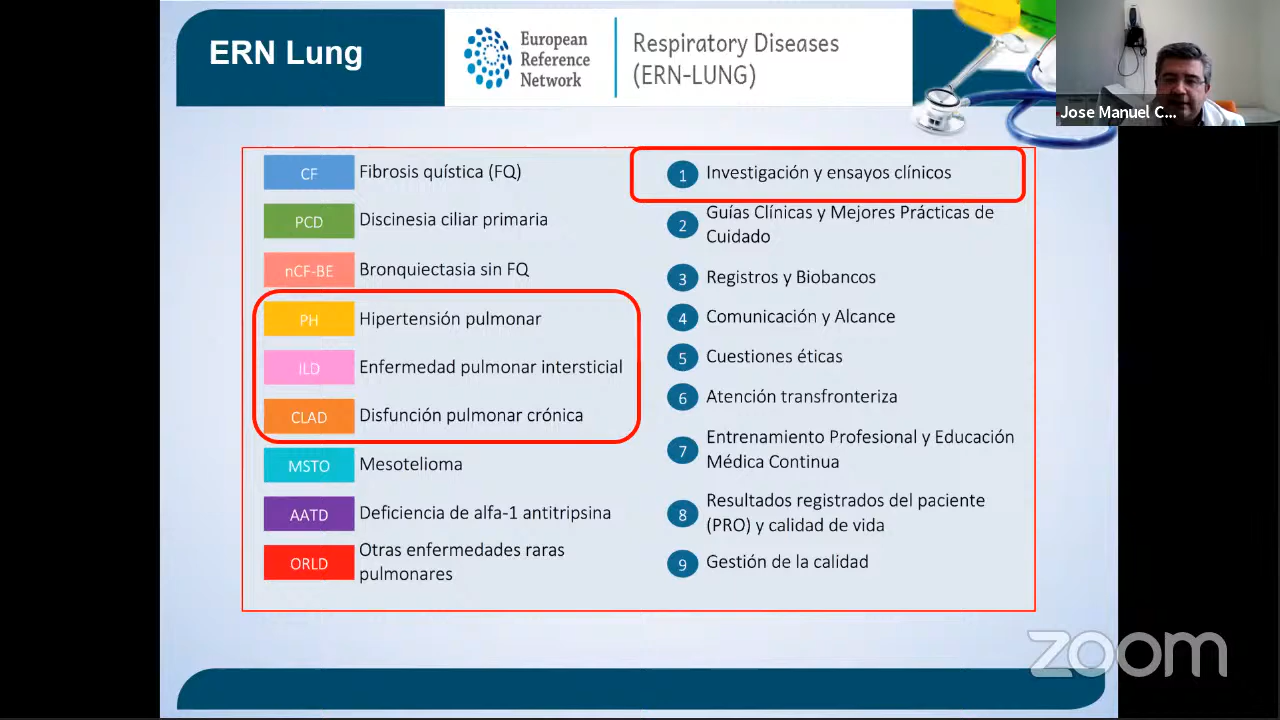 ERN Lung
European
Reference
Network
Respiratory Diseases
(ERN-LUNG)
Jose Manuel C...
CF
Fibrosis quística (FQ)
PCD
Discinesia ciliar primaria
nCF-BE
Bronquiectasia sin FQ
PH
Hipertensión pulmonar
ILD
Enfermedad pulmonar intersticial
CLAD
Disfunción pulmonar crónica
MSTO
Mesotelioma
AATD
Deficiencia de alfa-1 antitripsina
ORLD
Otras enfermedades raras
pulmonares
1
Investigación y ensayos clínicos
2
Guías Clínicas y Mejores Prácticas de
Cuidado
3
Registros y Biobancos
4
Comunicación y Alcance
5
Cuestiones éticas
6
Atención transfronteriza
7
Entrenamiento Profesional y Educación
Médica Continua
8
Resultados registrados del paciente
(PRO) y calidad de vida
9
Gestión de la calidad
zoom